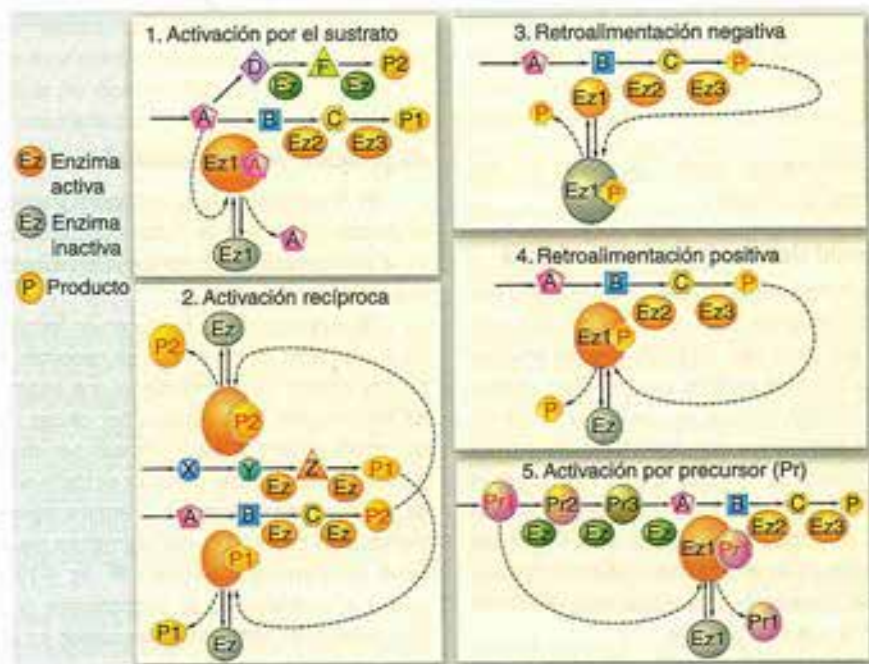 Ez Enzima
activa
Ez Enzima
inactiva
P Producto
1. Activación por el sustrato
D F P2
Ez Ez
A B C P1
Ez2 Ez3
Ez1 A
A
Ez1
2. Activación recíproca
Ez
P2
P2
X Y Z P1
Ez Ez
A B C P2
Ez Ez
P1
P1
Ez
3. Retroalimentación negativa
A B C P
Ez1 Ez2 Ez3
P
Ez1 P
4. Retroalimentación positiva
A B C P
Ez2 Ez3
Ez1 P
P
Ez
5. Activación por precursor (Pr)
Pr1 Pr2 Pr3 A B C P
Ez Ez Ez Ez2 Ez3
Ez1
Pr1
Ez1